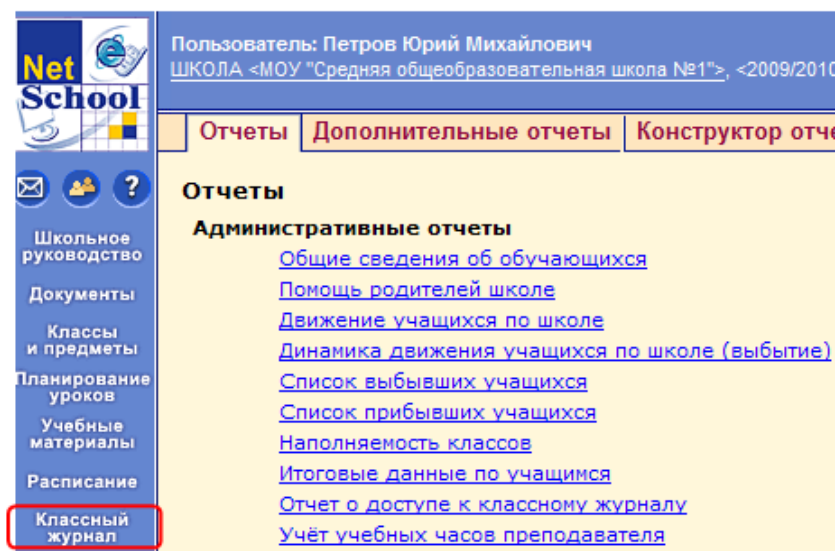 Net
School
Пользователь: Петров Юрий Михайлович
ШКОЛА <МОУ "Средняя общеобразовательная школа №1">, <2009/2010
Отчеты
Дополнительные отчеты
Конструктор отче
?
Школьное
руководство
Документы
Классы
и предметы
Планирование
уроков
Учебные
материалы
Расписание
Классный
журнал
Отчеты
Административные отчеты
Общие сведения об обучающихся
Помощь родителей школе
Движение учащихся по школе
Динамика движения учащихся по школе (выбытие)
Список выбывших учащихся
Список прибывших учащихся
Наполняемость классов
Итоговые данные по учащимся
Отчет о доступе к классному журналу
Учёт учебных часов преподавателя